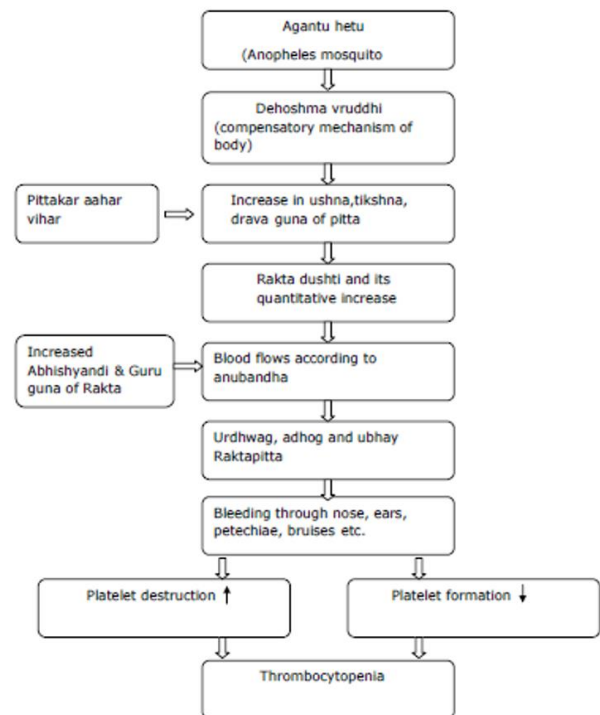 Agantu hetu
(Anopheles mosquito
Dehoshma vruddhi
(compensatory mechanism of
body)
Pittakar aahar
vihar
Increase in ushna,tikshna,
drava guna of pitta
Rakta dushti and its
quantitative increase
Increased
Abhishyandi & Guru
guna of Rakta
Blood flows according to
anubandha
Urdhwag, adhog and ubhay
Raktapitta
Bleeding through nose, ears,
petechiae, bruises etc.
Platelet destruction ↑
Platelet formation ↓
Thrombocytopenia